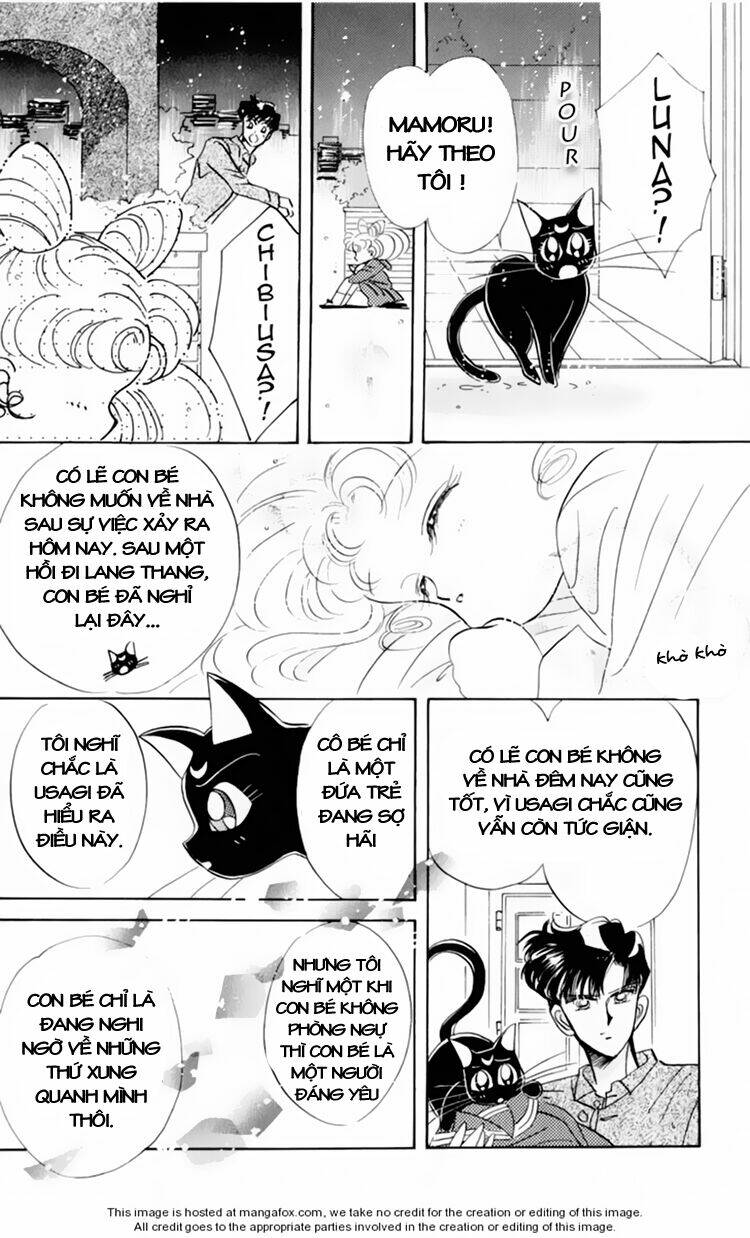 LUNA?!
POUR
MAMORU!
HÃY THEO
TÔI !
CHIBIUSA?!
CÓ LẼ CON BÉ
KHÔNG MUỐN VỀ NHÀ
SAU SỰ VIỆC XẢY RA
HÔM NAY. SAU MỘT
HỒI ĐI LANG THANG,
CON BÉ ĐÃ NGHỈ
LẠI ĐÂY...
khò khò
CÓ LẼ CON BÉ KHÔNG
VỀ NHÀ ĐÊM NAY CŨNG
TỐT, VÌ USAGI CHẮC CŨNG
VẪN CÒN TỨC GIẬN.
CÔ BÉ CHỈ
LÀ MỘT
ĐỨA TRẺ
ĐANG SỢ
HÃI
TÔI NGHĨ
CHẮC LÀ
USAGI ĐÃ
HIỂU RA
ĐIỀU NÀY.
NHƯNG TÔI
NGHĨ MỘT KHI
CON BÉ KHÔNG
PHÒNG NGỰ
THÌ CON BÉ LÀ
MỘT NGƯỜI
ĐÁNG YÊU
CON BÉ CHỈ LÀ
ĐANG NGHI
NGỜ VỀ NHỮNG
THỨ XUNG
QUANH MÌNH
THÔI.
This image is hosted at mangafox.com, we take no credit for the creation or editing of this image.
All credit goes to the appropriate parties involved in the creation or editing of this image.